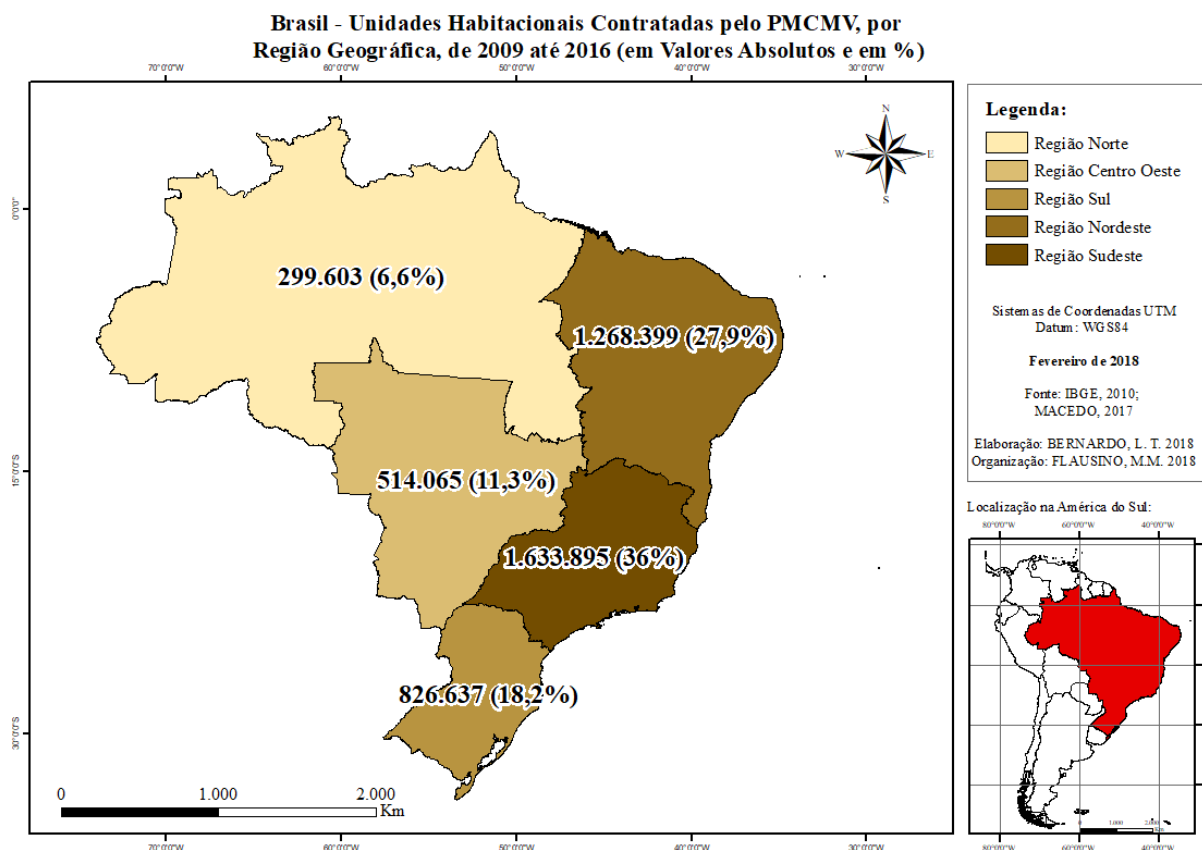 Brasil - Unidades Habitacionais Contratadas pelo PMCMV, por
Região Geográfica, de 2009 até 2016 (em Valores Absolutos e em %)
70°0'0"W 60°0'0"W 50°0'0"W 40°0'0"W 30°0'0"W
0°0'0"
15°0'0"S
30°0'0"S
N
W E
S
299.603 (6,6%)
1.268.399 (27,9%)
514.065 (11,3%)
1.633.895 (36%)
826.637 (18,2%)
0 1.000 2.000
Km
70°0'0"W 60°0'0"W 50°0'0"W 40°0'0"W 30°0'0"W
Legenda:
Região Norte
Região Centro Oeste
Região Sul
Região Nordeste
Região Sudeste
Sistemas de Coordenadas UTM
Datum: WGS84
Fevereiro de 2018
Fonte: IBGE, 2010;
MACEDO, 2017
Elaboração: BERNARDO, L. T. 2018
Organização: FLAUSINO, M.M. 2018
Localização na América do Sul:
80°0'0"W 60°0'0"W 40°0'0"W
0 1.000 2.000
Km
80°0'0"W 60°0'0"W 40°0'0"W